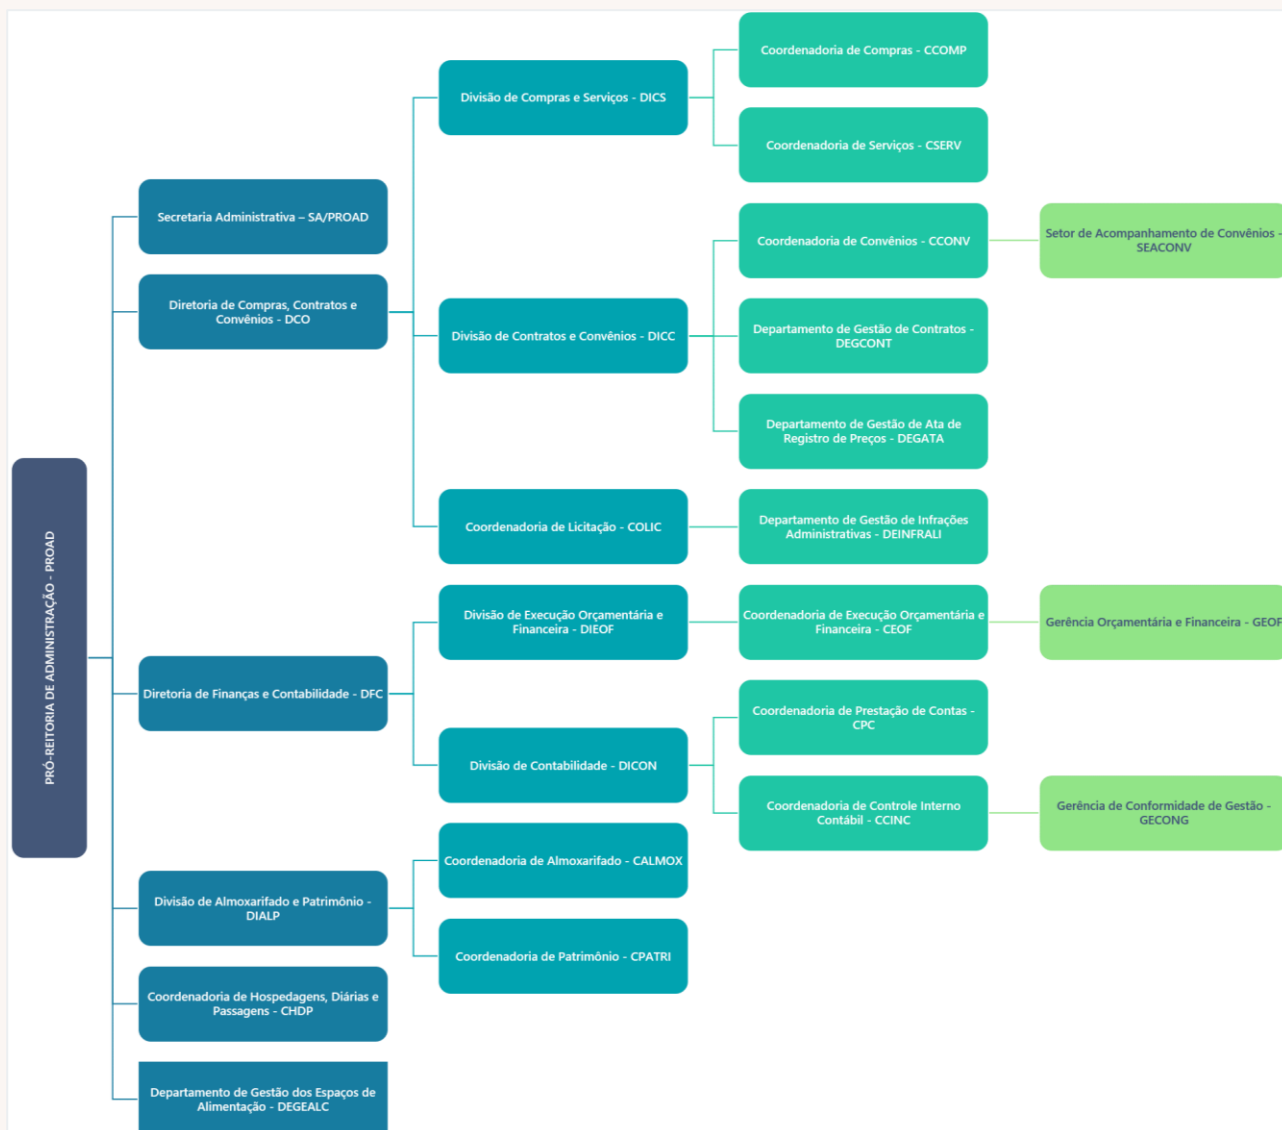 PRÓ-REITORIA DE ADMINISTRAÇÃO - PROAD
Secretaria Administrativa – SA/PROAD
Diretoria de Compras, Contratos e
Convênios - DCO
Divisão de Compras e Serviços - DICS
Coordenadoria de Compras - CCOMP
Coordenadoria de Serviços - CSERV
Divisão de Contratos e Convênios - DICC
Coordenadoria de Convênios - CCONV
Setor de Acompanhamento de Convênios -
SEACONV
Departamento de Gestão de Contratos -
DEGCONT
Departamento de Gestão de Ata de
Registro de Preços - DEGATA
Coordenadoria de Licitação - COLIC
Departamento de Gestão de Infrações
Administrativas - DEINFRALI
Diretoria de Finanças e Contabilidade - DFC
Divisão de Execução Orçamentária e
Financeira - DIEOF
Coordenadoria de Execução Orçamentária e
Financeira - CEOF
Gerência Orçamentária e Financeira - GEOF
Divisão de Contabilidade - DICON
Coordenadoria de Prestação de Contas -
CPC
Coordenadoria de Controle Interno
Contábil - CCINC
Gerência de Conformidade de Gestão -
GECONG
Divisão de Almoxarifado e Patrimônio -
DIALP
Coordenadoria de Almoxarifado - CALMOX
Coordenadoria de Patrimônio - CPATRI
Coordenadoria de Hospedagens, Diárias e
Passagens - CHDP
Departamento de Gestão dos Espaços de
Alimentação - DEGEALC